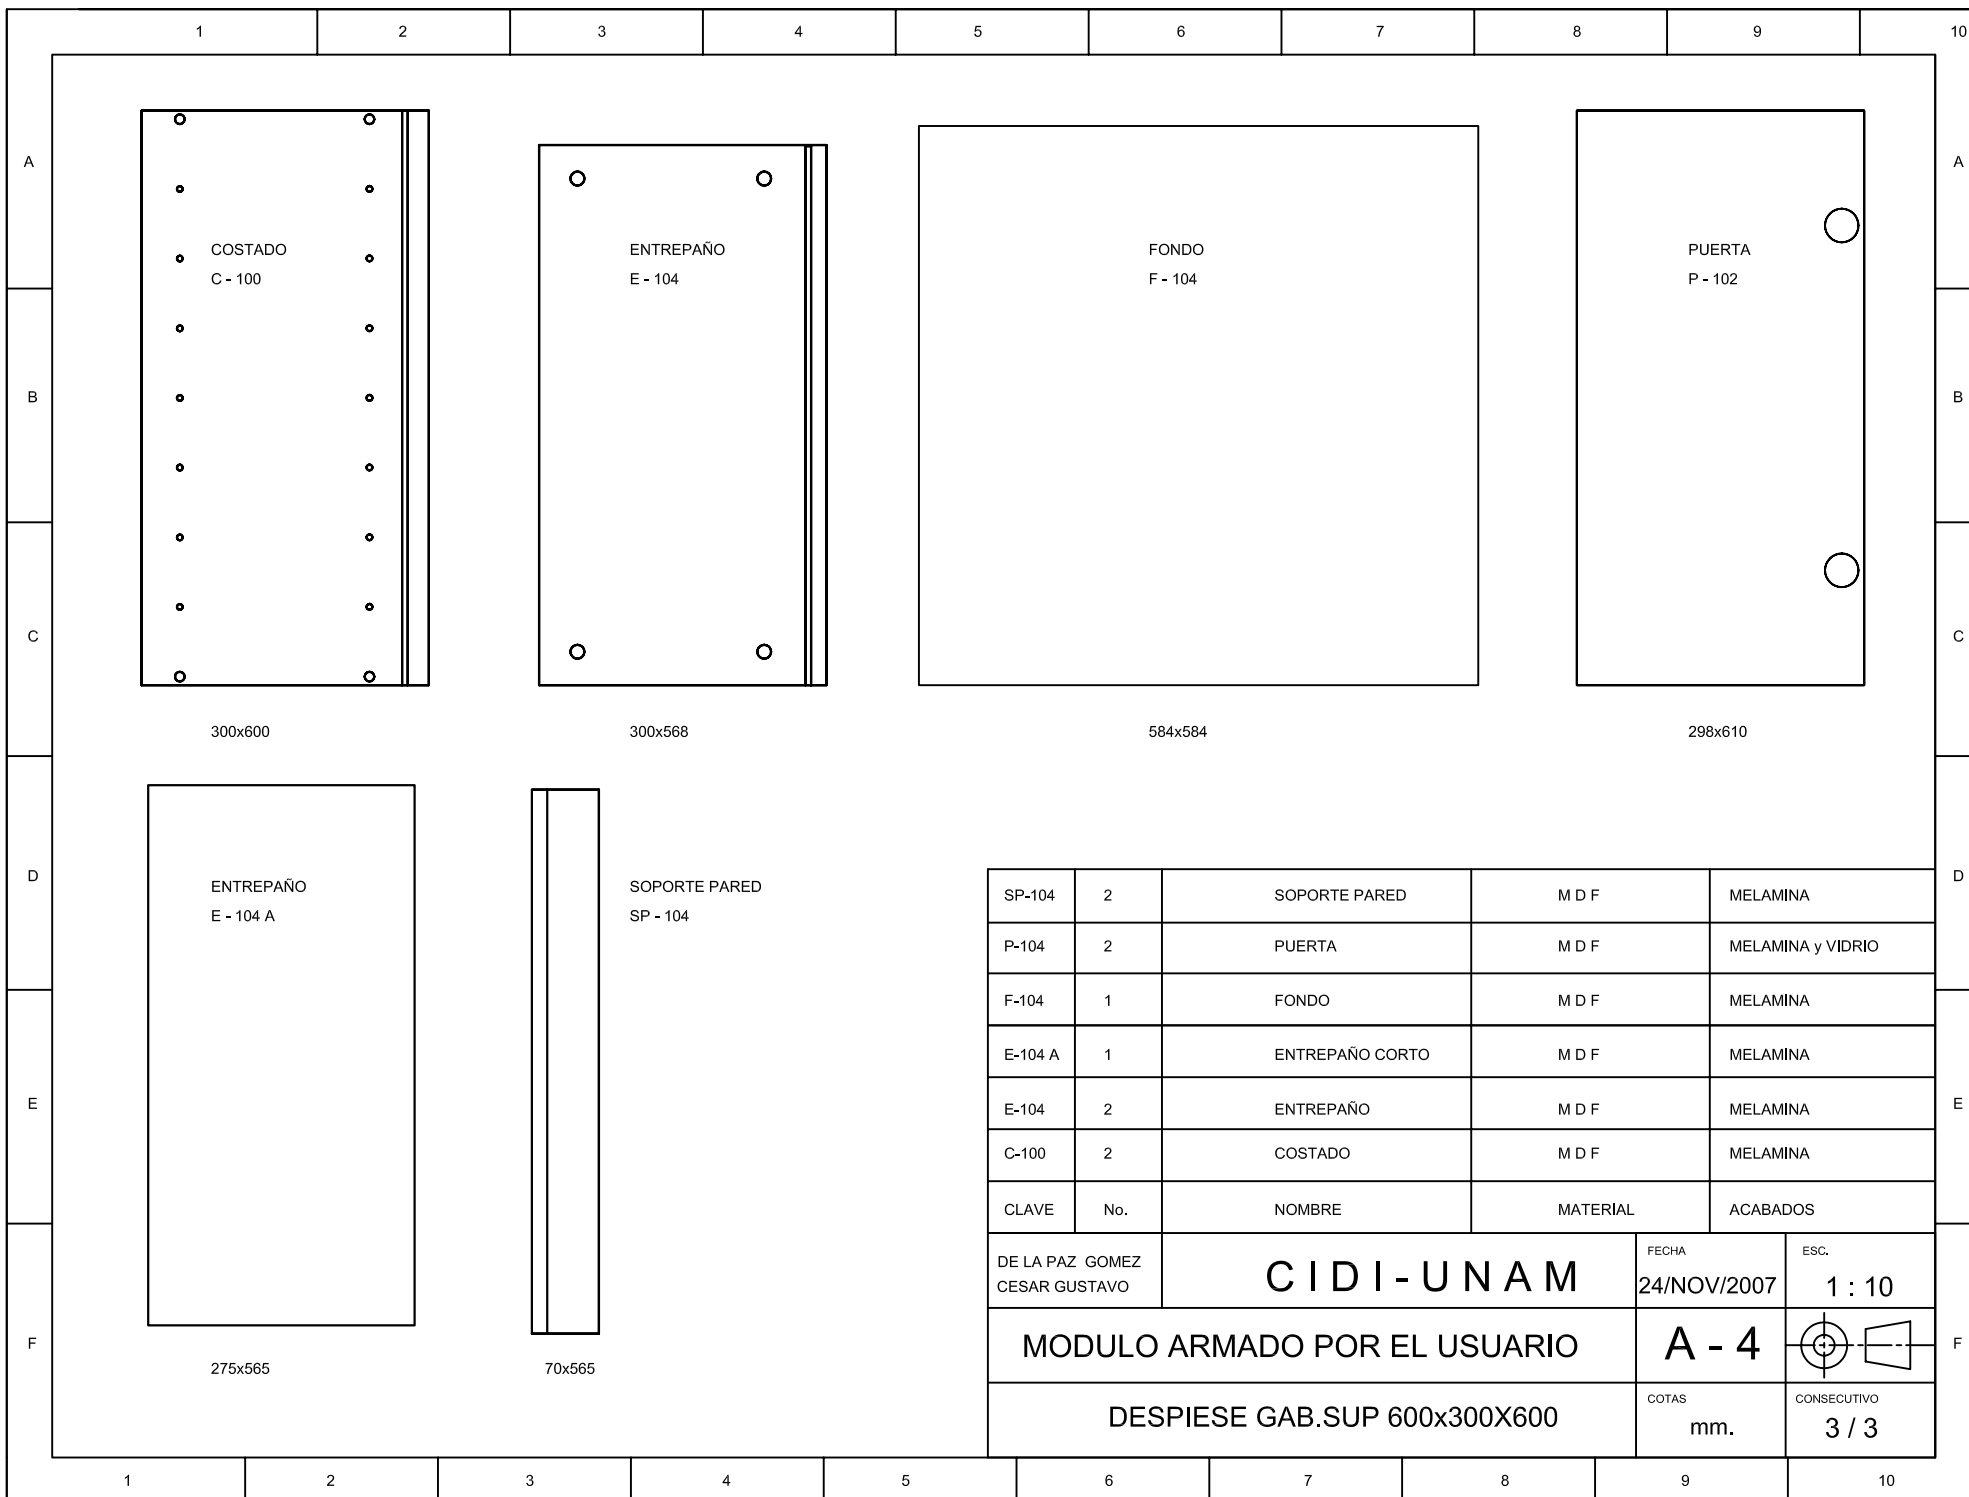 1 2 3 4 5 6 7 8 9 10
A A
COSTADO
C - 100
ENTREPAÑO
E - 104
FONDO
F - 104
PUERTA
P - 102
B B
C C
300x600 300x568 584x584 298x610
D D
ENTREPAÑO
E - 104 A
SOPORTE PARED
SP - 104
275x565 70x565
SP-104 2 SOPORTE PARED M D F MELAMINA
P-104 2 PUERTA M D F MELAMINA y VIDRIO
F-104 1 FONDO M D F MELAMINA
E-104 A 1 ENTREPAÑO CORTO M D F MELAMINA
E E
E-104 2 ENTREPAÑO M D F MELAMINA
C-100 2 COSTADO M D F MELAMINA
CLAVE No. NOMBRE MATERIAL ACABADOS
DE LA PAZ GOMEZ
CESAR GUSTAVO
CIDI-UNAM
FECHA
24/NOV/2007
ESC.
1 : 10
F F
MODULO ARMADO POR EL USUARIO
A - 4
DESPIESE GAB.SUP 600x300X600
COTAS
mm.
CONSECUTIVO
3 / 3
1 2 3 4 5 6 7 8 9 10